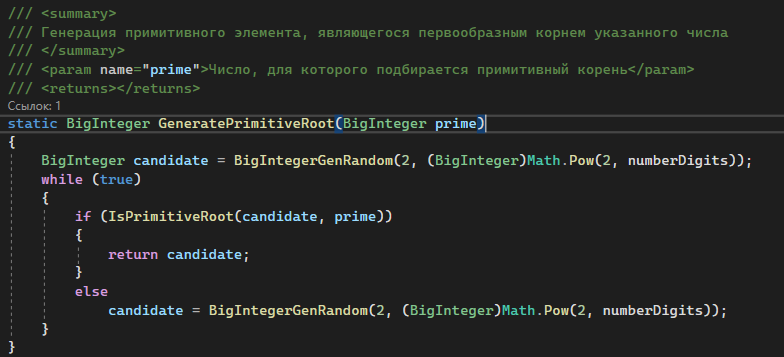 /// <summary>
/// Генерация примитивного элемента, являющегося первообразным корнем указанного числа
/// </summary>
/// <param name="prime">Число, для которого подбирается примитивный корень</param>
/// <returns></returns>
Ссылок: 1
static BigInteger GeneratePrimitiveRoot(BigInteger prime)
{
BigInteger candidate = BigIntegerGenRandom(2, (BigInteger)Math.Pow(2, numberDigits));
while (true)
{
if (IsPrimitiveRoot(candidate, prime))
{
return candidate;
}
else
candidate = BigIntegerGenRandom(2, (BigInteger)Math.Pow(2, numberDigits));
}
}